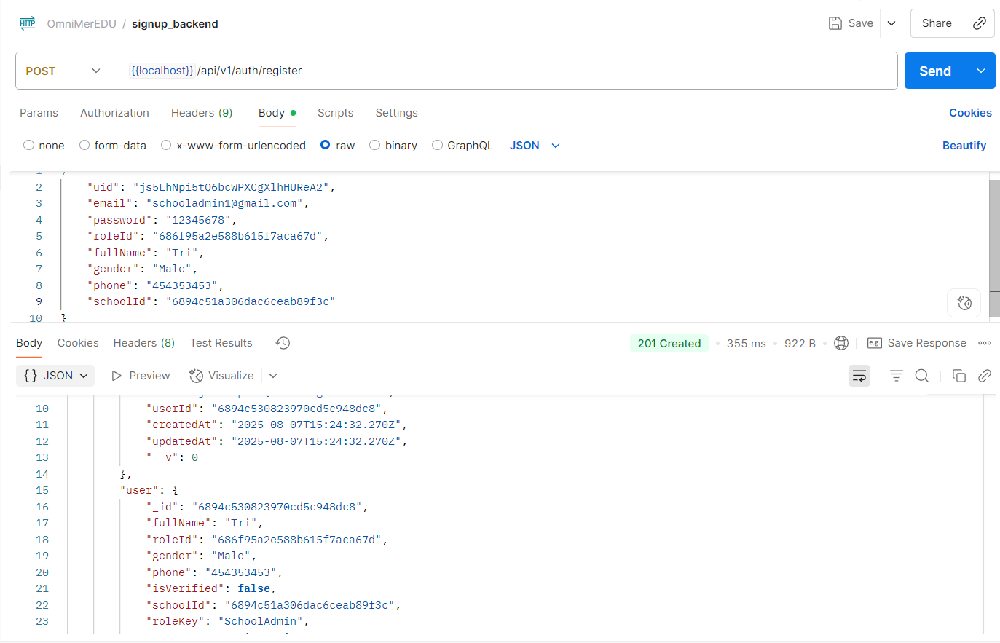 HTTP OmniMerEDU / signup_backend Save Share
POST {{localhost}} /api/v1/auth/register Send
Params Authorization Headers (9) Body Scripts Settings Cookies
none form-data x-www-form-urlencoded raw binary GraphQL JSON Beautify
1 {
2 "uid": "js5LhNpi5tQ6bcWPXCgXlhHUReA2",
3 "email": "schooladmin1@gmail.com",
4 "password": "12345678",
5 "roleId": "686f95a2e588b615f7aca67d",
6 "fullName": "Tri",
7 "gender": "Male",
8 "phone": "454353453",
9 "schoolId": "6894c51a306dac6ceab89f3c"
10 }
Body Cookies Headers (8) Test Results 201 Created 355 ms 922 B e.g. Save Response
{} JSON Preview Visualize
10 "userId": "6894c530823970cd5c948dc8",
11 "createdAt": "2025-08-07T15:24:32.270Z",
12 "updatedAt": "2025-08-07T15:24:32.270Z",
13 "__v": 0
14 },
15 "user": {
16 "_id": "6894c530823970cd5c948dc8",
17 "fullName": "Tri",
18 "roleId": "686f95a2e588b615f7aca67d",
19 "gender": "Male",
20 "phone": "454353453",
21 "isVerified": false,
22 "schoolId": "6894c51a306dac6ceab89f3c",
23 "roleKey": "SchoolAdmin",